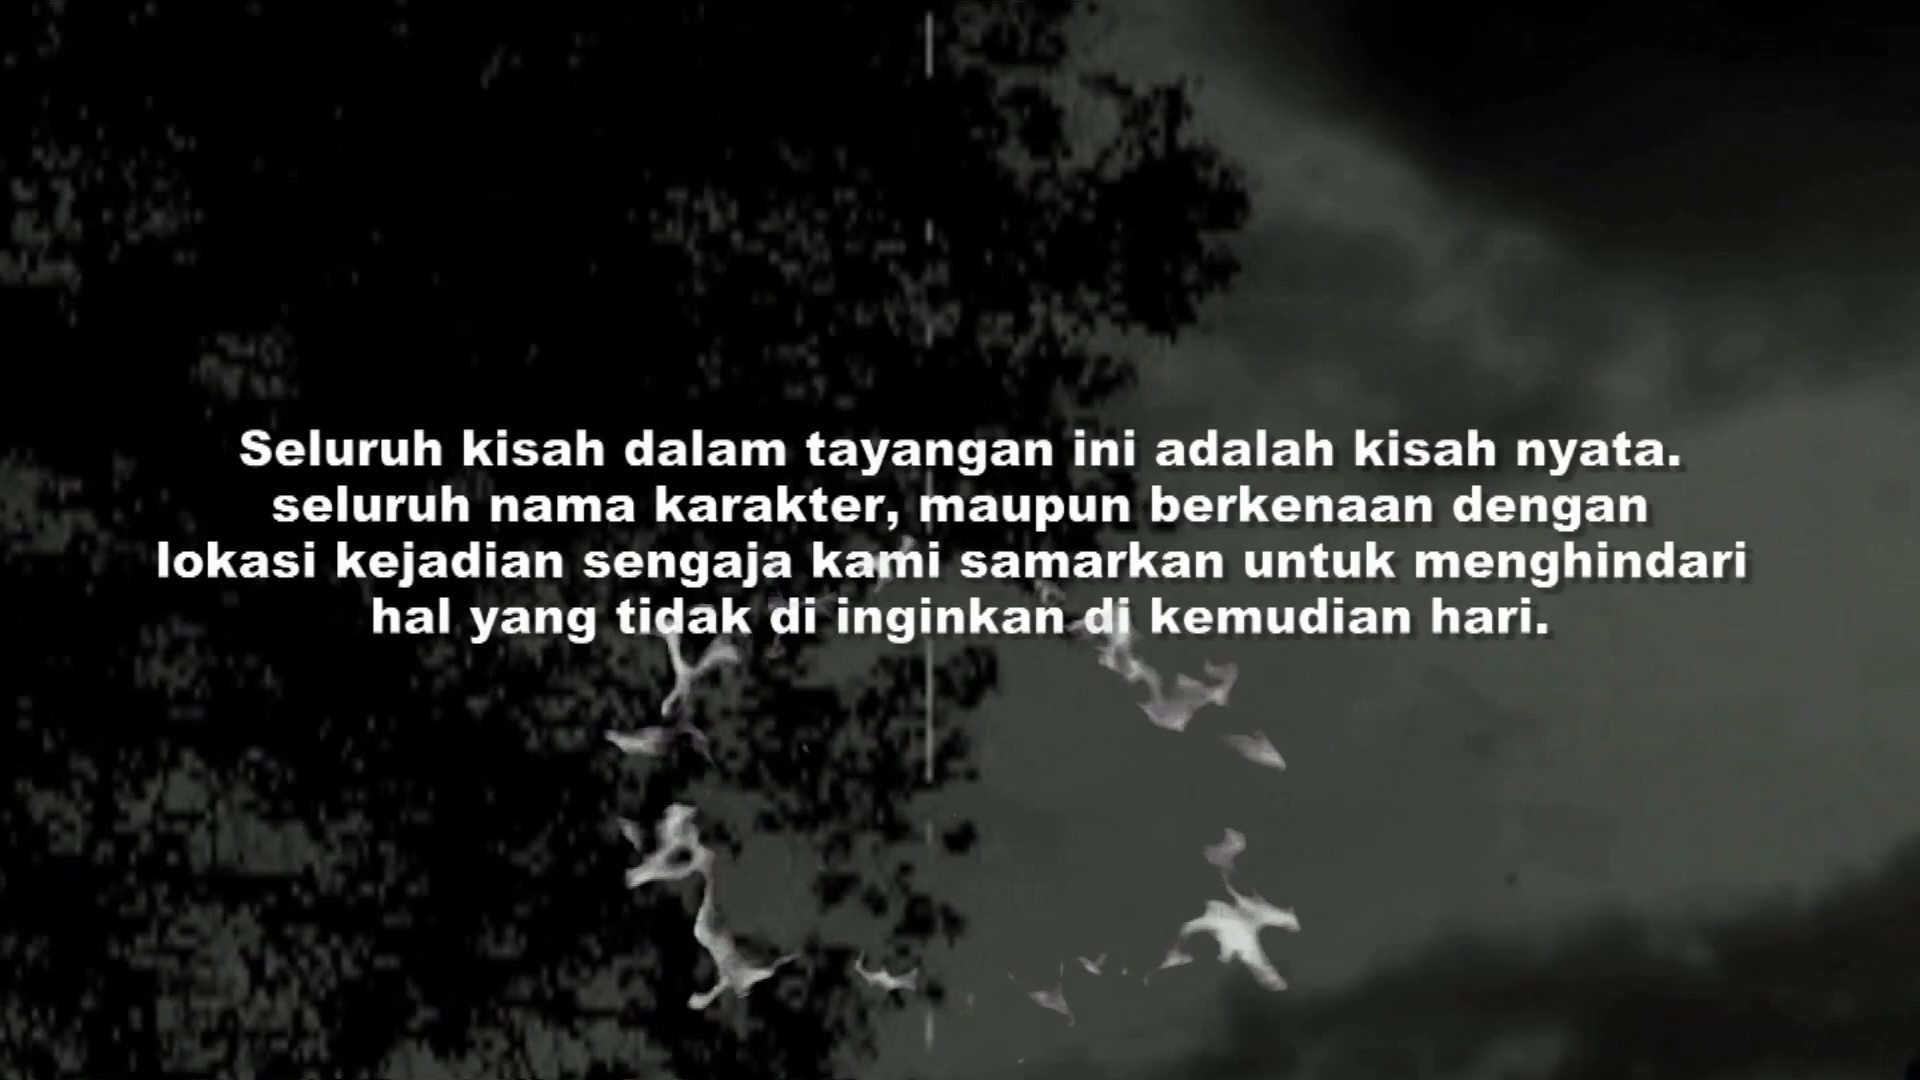 Seluruh kisah dalam tayangan ini adalah kisah nyata.
seluruh nama karakter, maupun berkenaan dengan
lokasi kejadian sengaja kami samarkan untuk menghindari
hal yang tidak di inginkan di kemudian hari.